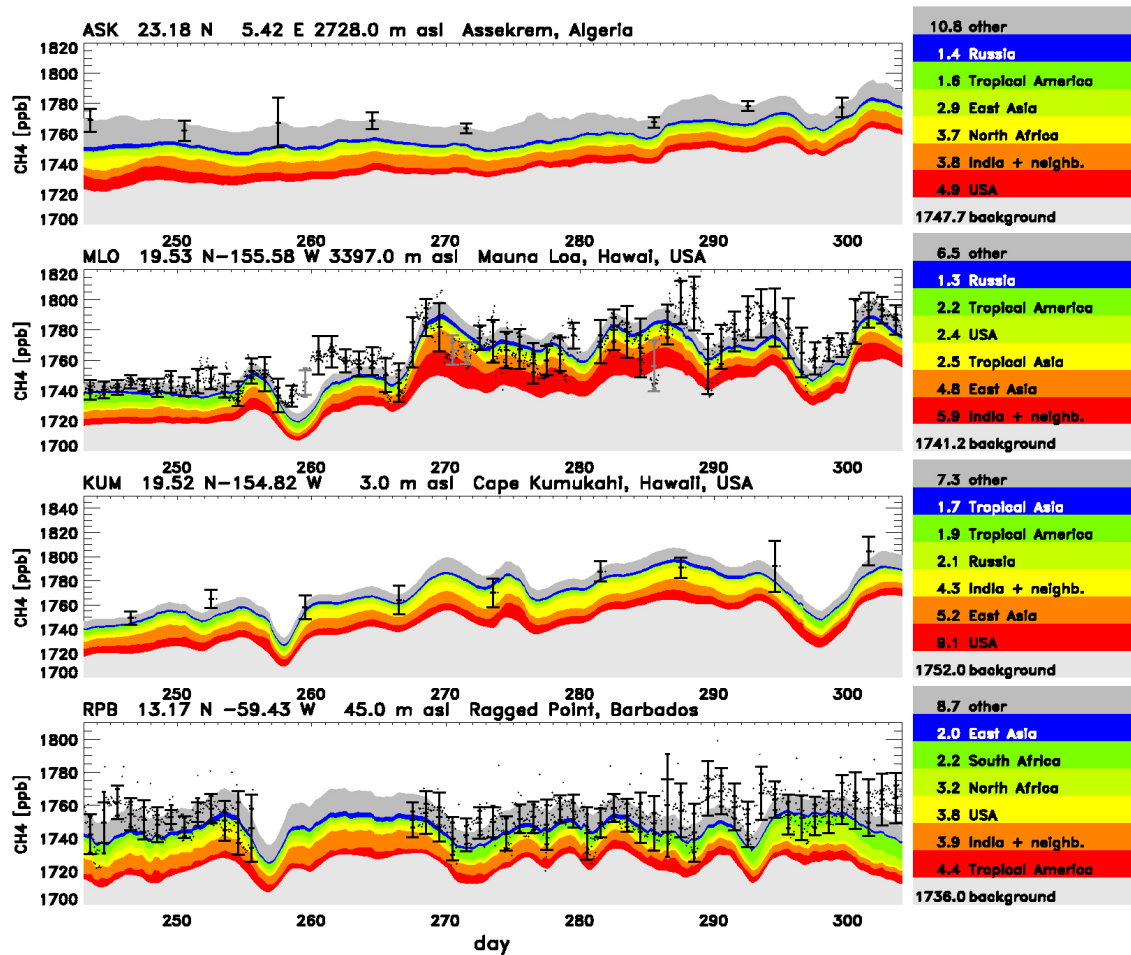 ASK 23.18 N 5.42 E 2728.0 m asl Assekrem, Algeria
CH4 [ppb]
1820
1800
1780
1760
1740
1720
1700
250
260
270
280
290
300
10.8 other
1.4 Russia
1.6 Tropical America
2.9 East Asia
3.7 North Africa
3.8 India + neighb.
4.9 USA
1747.7 background
MLO 19.53 N-155.58 W 3397.0 m asl Mauna Loa, Hawai, USA
CH4 [ppb]
1820
1800
1780
1760
1740
1720
1700
250
260
270
280
290
300
6.5 other
1.3 Russia
2.2 Tropical America
2.4 USA
2.5 Tropical Asia
4.8 East Asia
5.9 India + neighb.
1741.2 background
KUM 19.52 N-154.82 W 3.0 m asl Cape Kumukahi, Hawaii, USA
CH4 [ppb]
1840
1820
1800
1780
1760
1740
1720
1700
250
260
270
280
290
300
7.3 other
1.7 Tropical Asia
1.9 Tropical America
2.1 Russia
4.3 India + neighb.
5.2 East Asia
9.1 USA
1752.0 background
RPB 13.17 N -59.43 W 45.0 m asl Ragged Point, Barbados
CH4 [ppb]
1800
1780
1760
1740
1720
1700
250
260
270
280
290
300
day
8.7 other
2.0 East Asia
2.2 South Africa
3.2 North Africa
3.8 USA
3.9 India + neighb.
4.4 Tropical America
1736.0 background